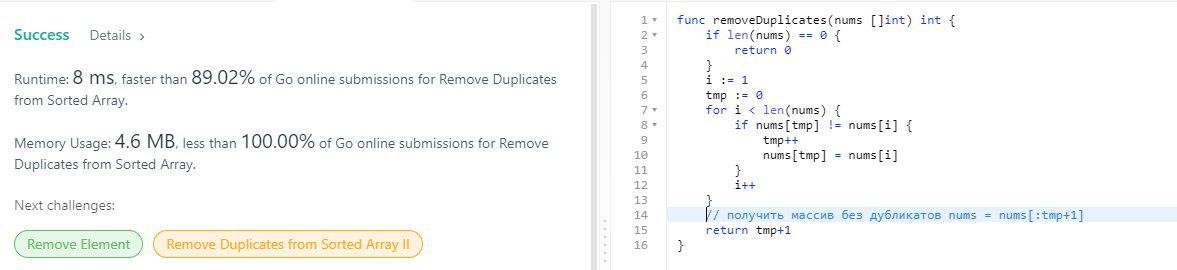 Success Details >
Runtime: 8 ms, faster than 89.02% of Go online submissions for Remove Duplicates
from Sorted Array.
Memory Usage: 4.6 MB, less than 100.00% of Go online submissions for Remove
Duplicates from Sorted Array.
Next challenges:
Remove Element Remove Duplicates from Sorted Array II
1 func removeDuplicates(nums []int) int {
2     if len(nums) == 0 {
3         return 0
4     }
5     i := 1
6     tmp := 0
7     for i < len(nums) {
8         if nums[tmp] != nums[i] {
9             tmp++
10             nums[tmp] = nums[i]
11         }
12         i++
13     }
14     // получить массив без дубликатов nums = nums[:tmp+1]
15     return tmp+1
16 }